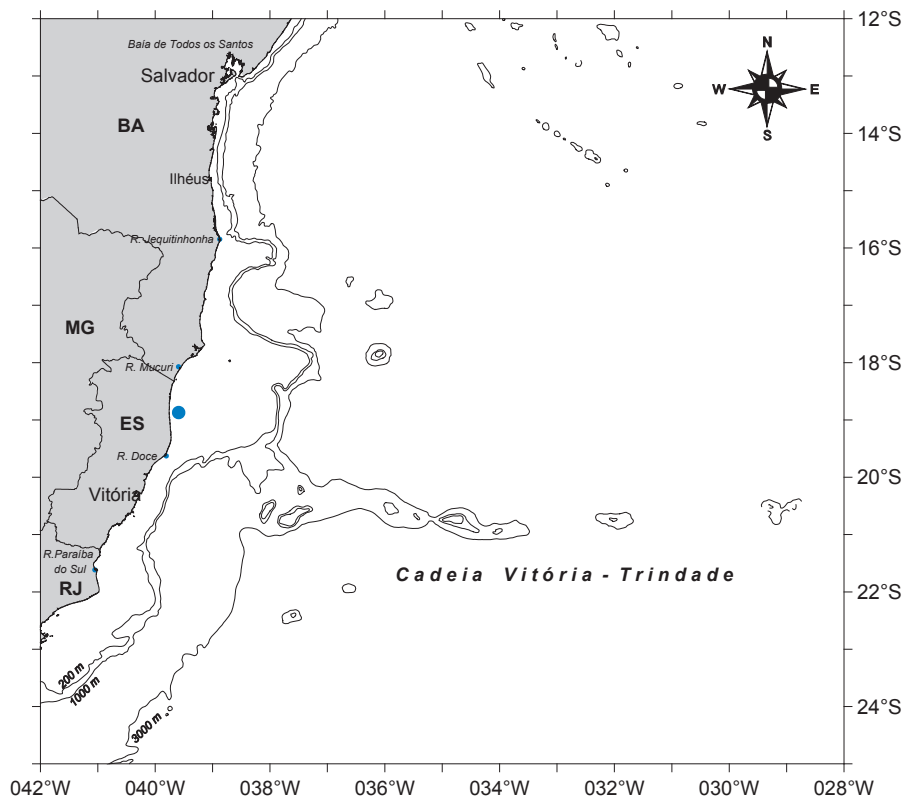 12°S
Baía de Todos os Santos
Salvador
N
W
E
S
BA
14°S
Ilhéus
R. Jequitinhonha
16°S
MG
R. Mucuri
18°S
ES
R. Doce
20°S
Vitória
R.Paraíba
do Sul
RJ
Cadeia Vitória - Trindade
22°S
200 m
1000 m
3000 m
24°S
042°W
040°W
038°W
036°W
034°W
032°W
030°W
028°W